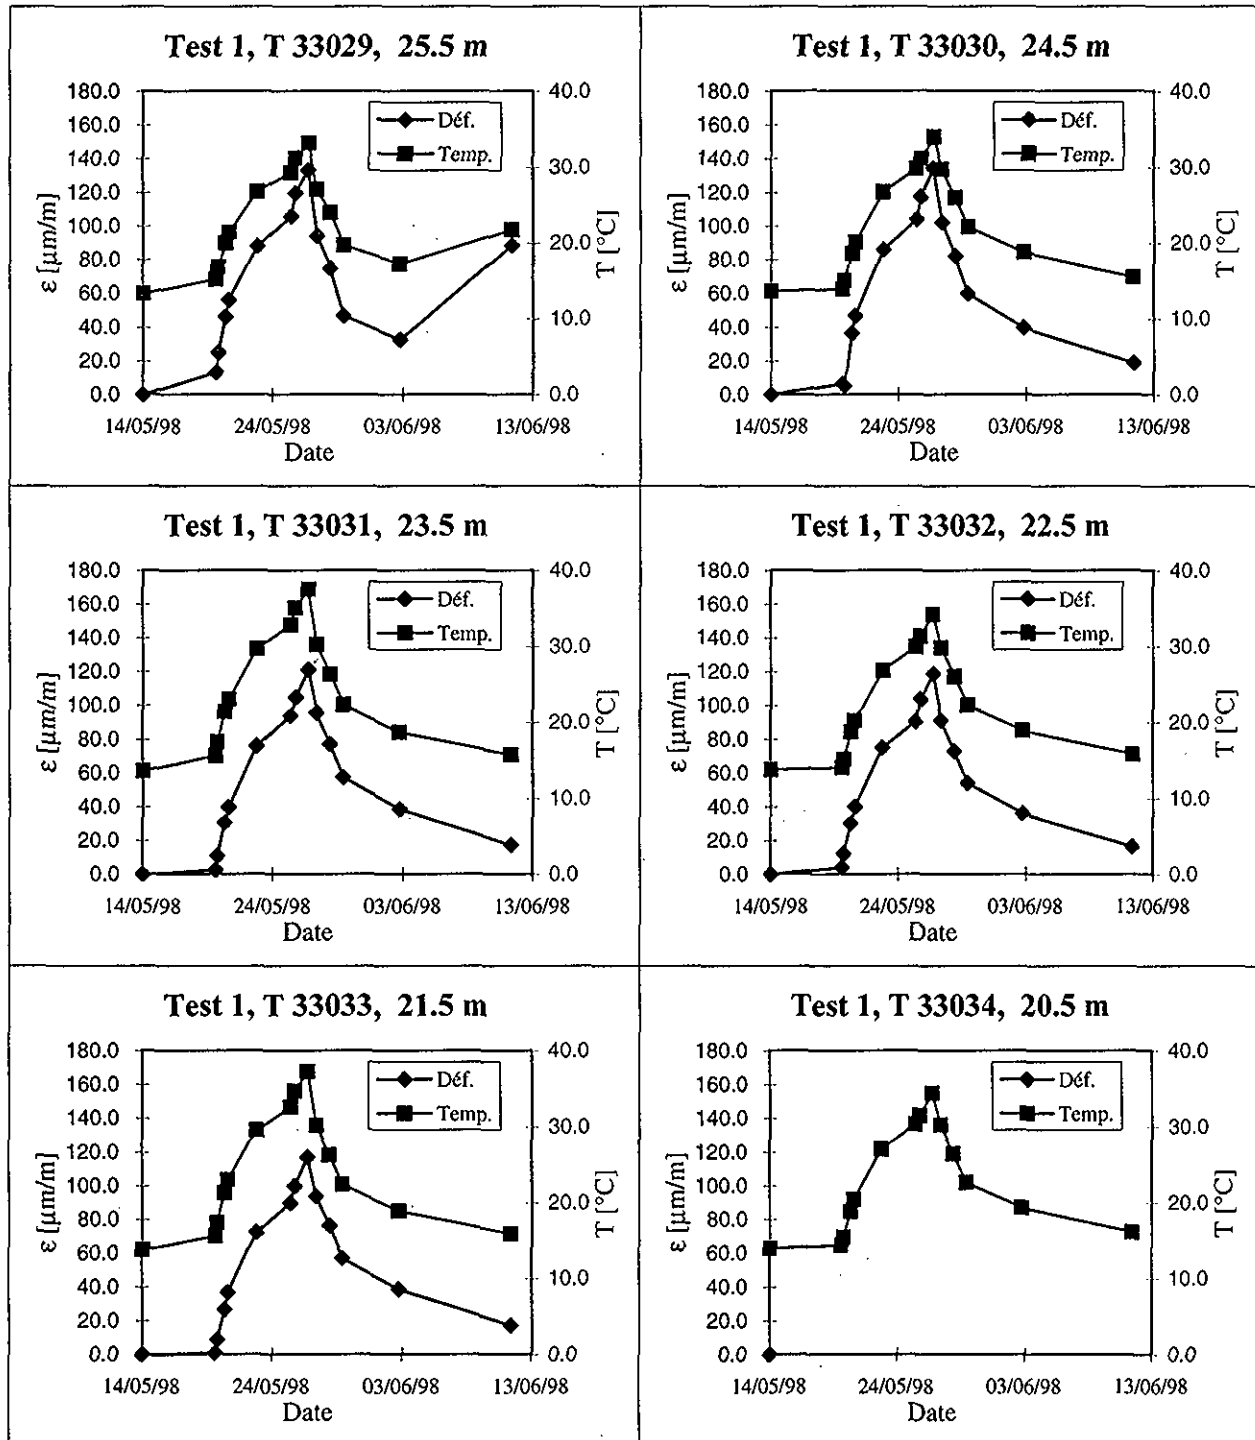 Test 1, T 33029, 25.5 m
180.0
160.0
140.0
120.0
100.0
80.0
60.0
40.0
20.0
0.0
ε [µm/m]
Déf.
Temp.
40.0
30.0
20.0
10.0
0.0
T [°C]
14/05/98 24/05/98 03/06/98 13/06/98
Date
Test 1, T 33030, 24.5 m
180.0
160.0
140.0
120.0
100.0
80.0
60.0
40.0
20.0
0.0
ε [µm/m]
Déf.
Temp.
40.0
30.0
20.0
10.0
0.0
T [°C]
14/05/98 24/05/98 03/06/98 13/06/98
Date
Test 1, T 33031, 23.5 m
180.0
160.0
140.0
120.0
100.0
80.0
60.0
40.0
20.0
0.0
ε [µm/m]
Déf.
Temp.
40.0
30.0
20.0
10.0
0.0
T [°C]
14/05/98 24/05/98 03/06/98 13/06/98
Date
Test 1, T 33032, 22.5 m
180.0
160.0
140.0
120.0
100.0
80.0
60.0
40.0
20.0
0.0
ε [µm/m]
Déf.
Temp.
40.0
30.0
20.0
10.0
0.0
T [°C]
14/05/98 24/05/98 03/06/98 13/06/98
Date
Test 1, T 33033, 21.5 m
180.0
160.0
140.0
120.0
100.0
80.0
60.0
40.0
20.0
0.0
ε [µm/m]
Déf.
Temp.
40.0
30.0
20.0
10.0
0.0
T [°C]
14/05/98 24/05/98 03/06/98 13/06/98
Date
Test 1, T 33034, 20.5 m
180.0
160.0
140.0
120.0
100.0
80.0
60.0
40.0
20.0
0.0
ε [µm/m]
Déf.
Temp.
40.0
30.0
20.0
10.0
0.0
T [°C]
14/05/98 24/05/98 03/06/98 13/06/98
Date